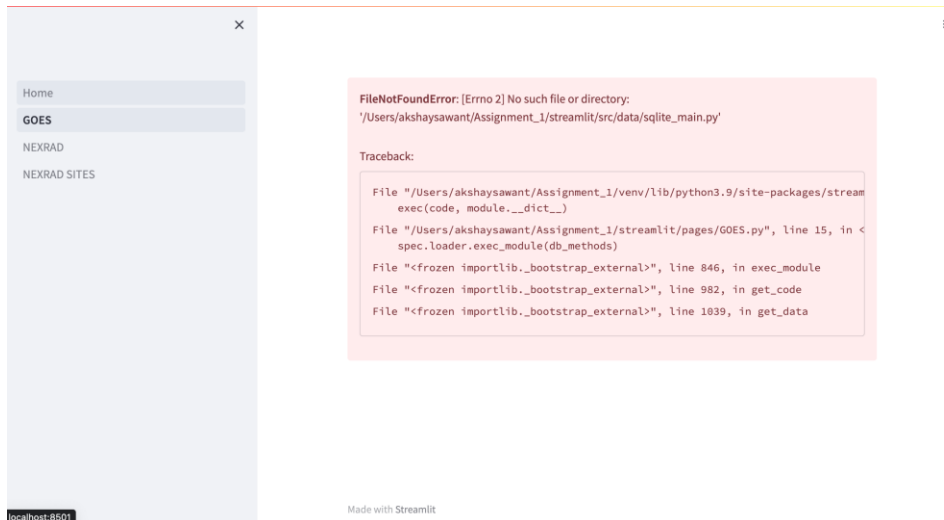 Home
GOES
NEXRAD
NEXRAD SITES
FileNotFoundError: [Errno 2] No such file or directory:
'/Users/akshaysawant/Assignment_1/streamlit/src/data/sqlite_main.py'
Traceback:
File "/Users/akshaysawant/Assignment_1/venv/lib/python3.9/site-packages/stream
exec(code, module.__dict__)
File "/Users/akshaysawant/Assignment_1/streamlit/pages/GOES.py", line 15, in <
spec.loader.exec_module(db_methods)
File "<frozen importlib._bootstrap_external>", line 846, in exec_module
File "<frozen importlib._bootstrap_external>", line 982, in get_code
File "<frozen importlib._bootstrap_external>", line 1039, in get_data
Made with Streamlit
localhost:8501